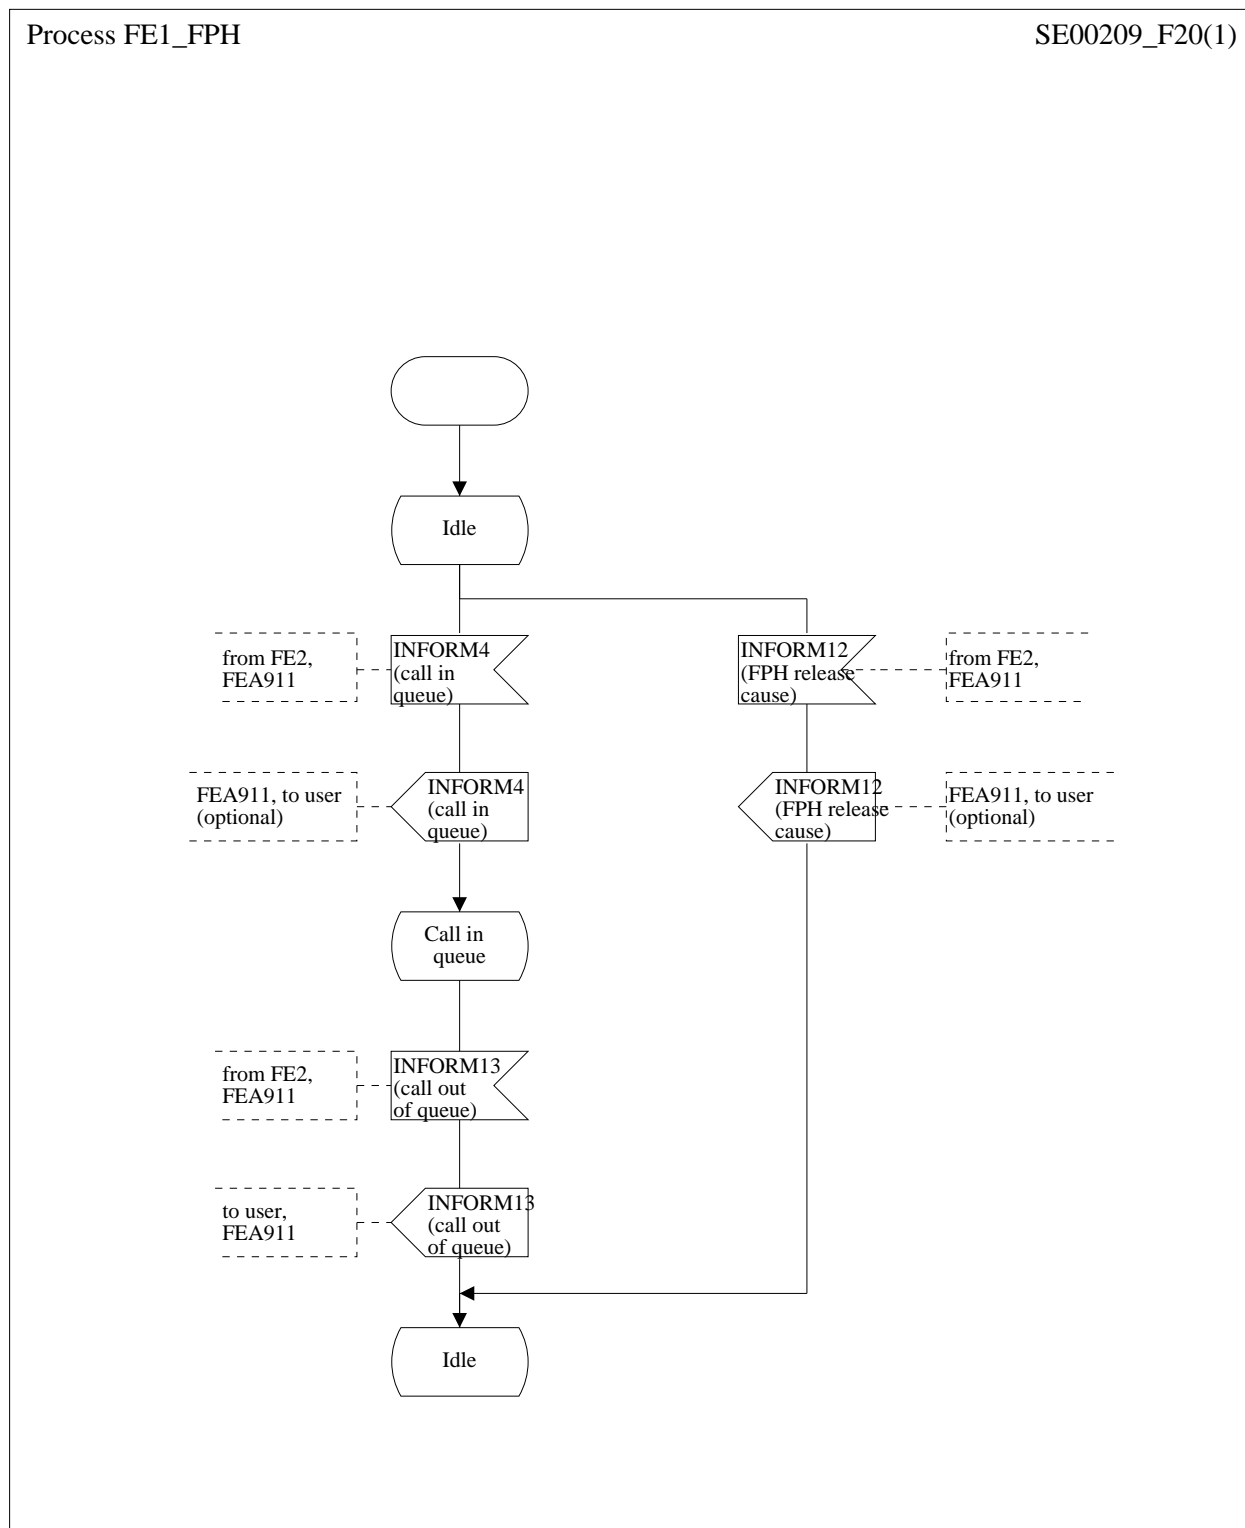 Process FE1_FPH
SE00209_F20(1)
Idle
from FE2,
FEA911
INFORM4
(call in
queue)
INFORM12
(FPH release
cause)
from FE2,
FEA911
FEA911, to user
(optional)
INFORM4
(call in
queue)
INFORM12
(FPH release
cause)
FEA911, to user
(optional)
Call in
queue
from FE2,
FEA911
INFORM13
(call out
of queue)
to user,
FEA911
INFORM13
(call out
of queue)
Idle